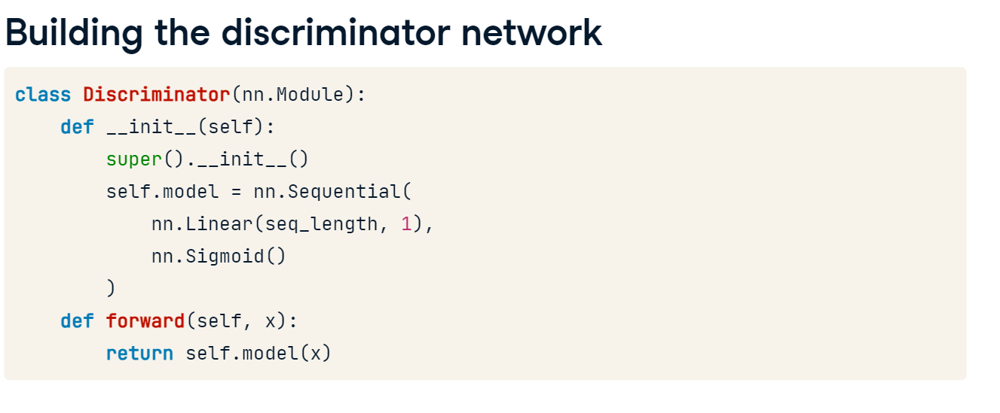 Building the discriminator network
class Discriminator(nn.Module):
    def __init__(self):
        super().__init__()
        self.model = nn.Sequential(
            nn.Linear(seq_length, 1),
            nn.Sigmoid()
        )
    def forward(self, x):
        return self.model(x)